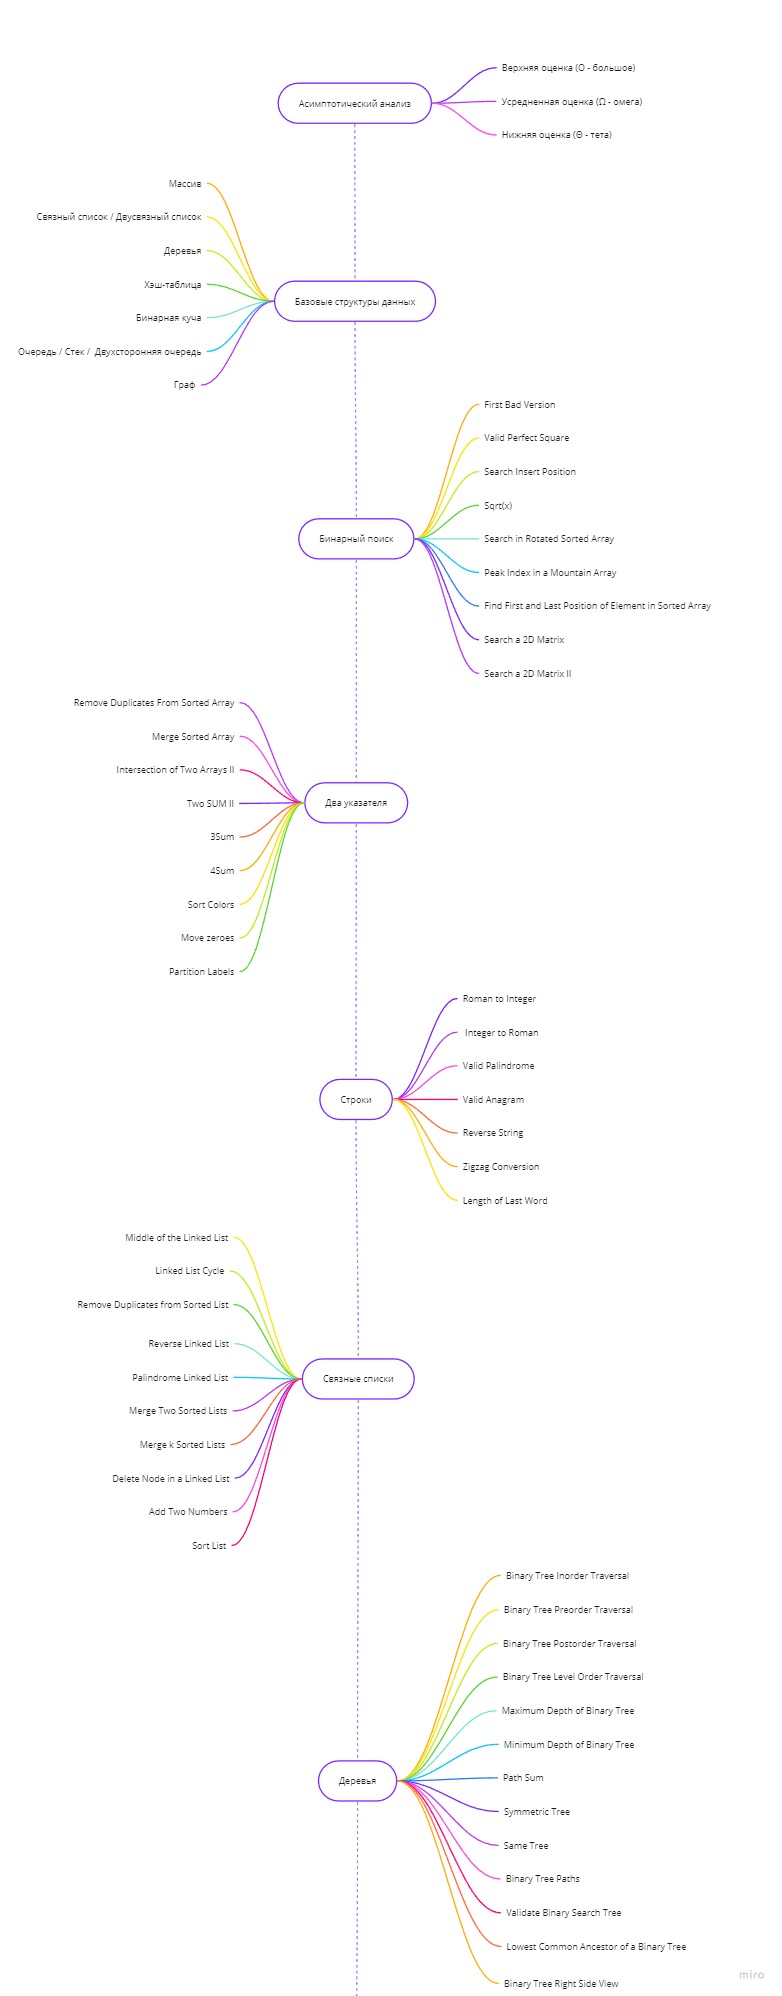 Асимптотический анализ
Верхняя оценка (О - большое)
Усредненная оценка (Ω - омега)
Нижняя оценка (Θ - тета)
Базовые структуры данных
Массив
Связный список / Двусвязный список
Деревья
Хэш-таблица
Бинарная куча
Очередь / Стек / Двухсторонняя очередь
Граф
Бинарный поиск
First Bad Version
Valid Perfect Square
Search Insert Position
Sqrt(x)
Search in Rotated Sorted Array
Peak Index in a Mountain Array
Find First and Last Position of Element in Sorted Array
Search a 2D Matrix
Search a 2D Matrix II
Два указателя
Remove Duplicates From Sorted Array
Merge Sorted Array
Intersection of Two Arrays II
Two SUM II
3Sum
4Sum
Sort Colors
Move zeroes
Partition Labels
Строки
Roman to Integer
Integer to Roman
Valid Palindrome
Valid Anagram
Reverse String
Zigzag Conversion
Length of Last Word
Связные списки
Middle of the Linked List
Linked List Cycle
Remove Duplicates from Sorted List
Reverse Linked List
Palindrome Linked List
Merge Two Sorted Lists
Merge k Sorted Lists
Delete Node in a Linked List
Add Two Numbers
Sort List
Деревья
Binary Tree Inorder Traversal
Binary Tree Preorder Traversal
Binary Tree Postorder Traversal
Binary Tree Level Order Traversal
Maximum Depth of Binary Tree
Minimum Depth of Binary Tree
Path Sum
Symmetric Tree
Same Tree
Binary Tree Paths
Validate Binary Search Tree
Lowest Common Ancestor of a Binary Tree
Binary Tree Right Side View
miro